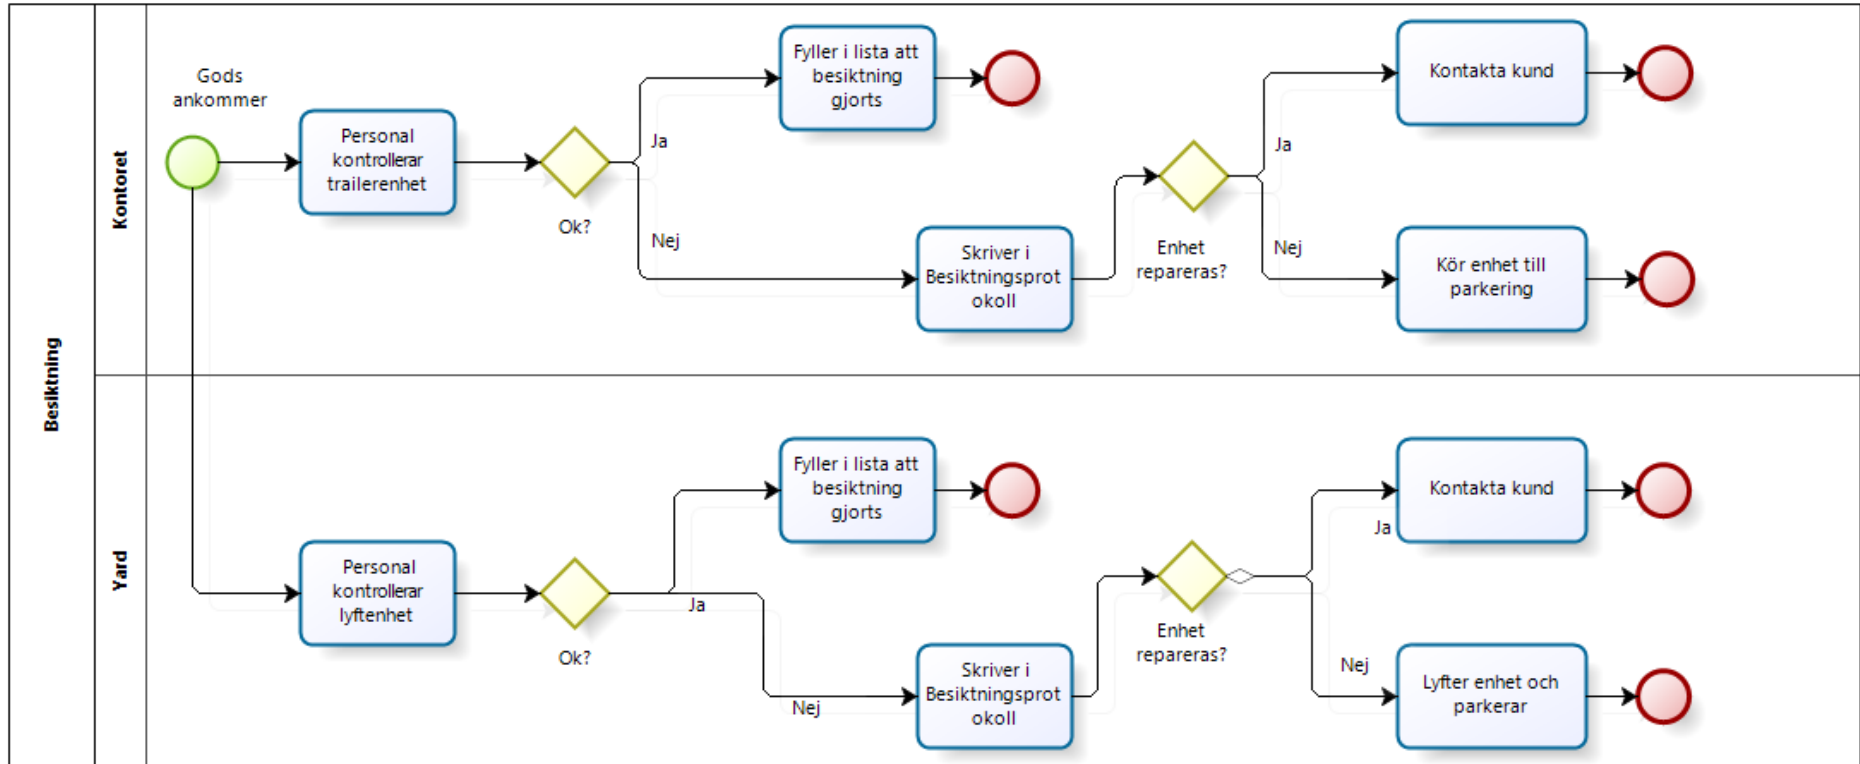 Besiktning
Kontoret
Gods
ankommer
Personal
kontrollerar
trailerenhet
Ok?
Ja
Nej
Fyller i lista att
besiktning
gjorts
Skriver i
Besiktningsprot
okoll
Enhet
repareras?
Ja
Nej
Kontakta kund
Kör enhet till
parkering
Yard
Personal
kontrollerar
lyftenhet
Ok?
Ja
Nej
Fyller i lista att
besiktning
gjorts
Skriver i
Besiktningsprot
okoll
Enhet
repareras?
Ja
Nej
Kontakta kund
Lyfter enhet och
parkerar